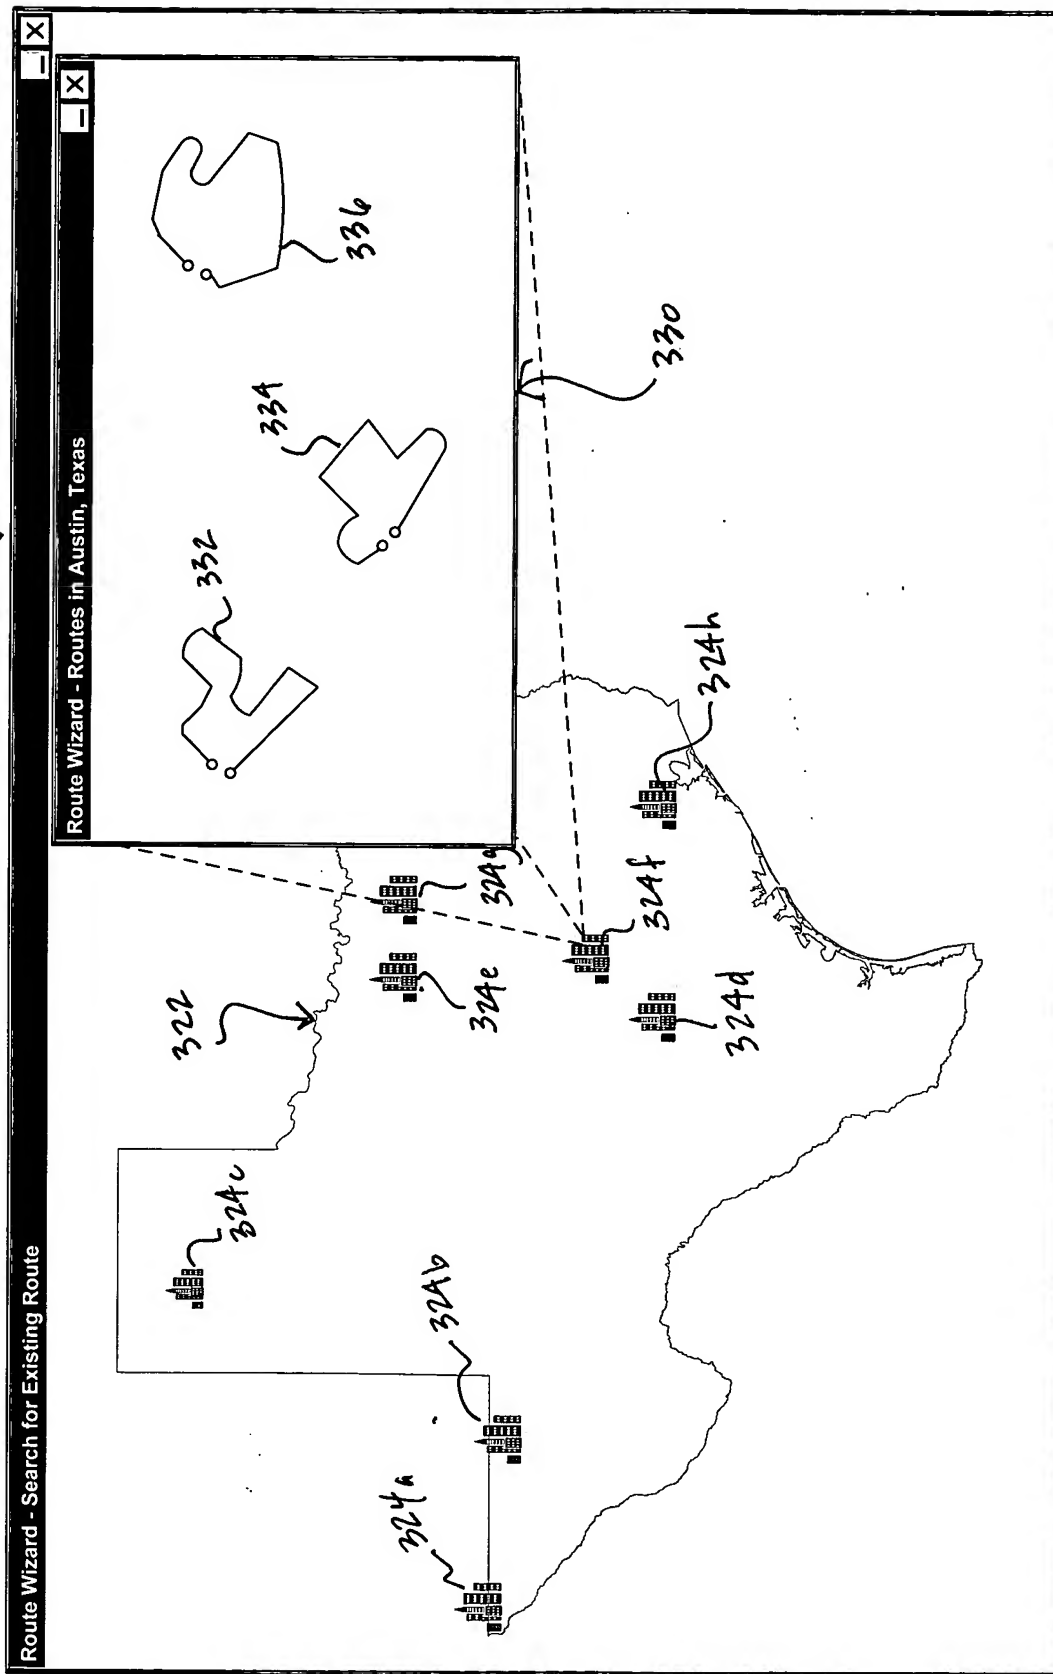 Route Wizard - Search for Existing Route
_ X
Route Wizard - Routes in Austin, Texas
_ X
332
334
336
330
322
324a
324b
324c
324e
324g
324f
324d
324h